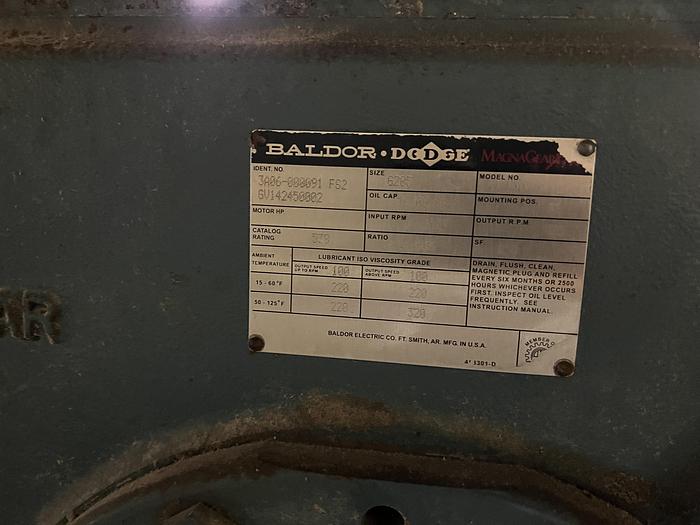 BALDOR • DODGE MAGNAGEAR
IDENT. NO.
3A06-000091 FS2
GV142450002
SIZE
MODEL NO.
OIL CAP.
MOUNTING POS.
MOTOR HP
INPUT RPM
OUTPUT R.P.M
CATALOG
RATING
RATIO
SF.
AMBIENT
TEMPERATURE
LUBRICANT ISO VISCOSITY GRADE
OUTPUT SPEED
UP TO RPM 100
OUTPUT SPEED
ABOVE RPM 100
15 - 60°F 220 220
50 - 125°F 220 320
DRAIN, FLUSH, CLEAN,
MAGNETIC PLUG AND REFILL
EVERY SIX MONTHS OR 2500
HOURS WHICHEVER OCCURS
FIRST. INSPECT OIL LEVEL
FREQUENTLY. SEE
INSTRUCTION MANUAL.
BALDOR ELECTRIC CO. FT. SMITH, AR. MFG. IN U.S.A.
MEMBER O
AR